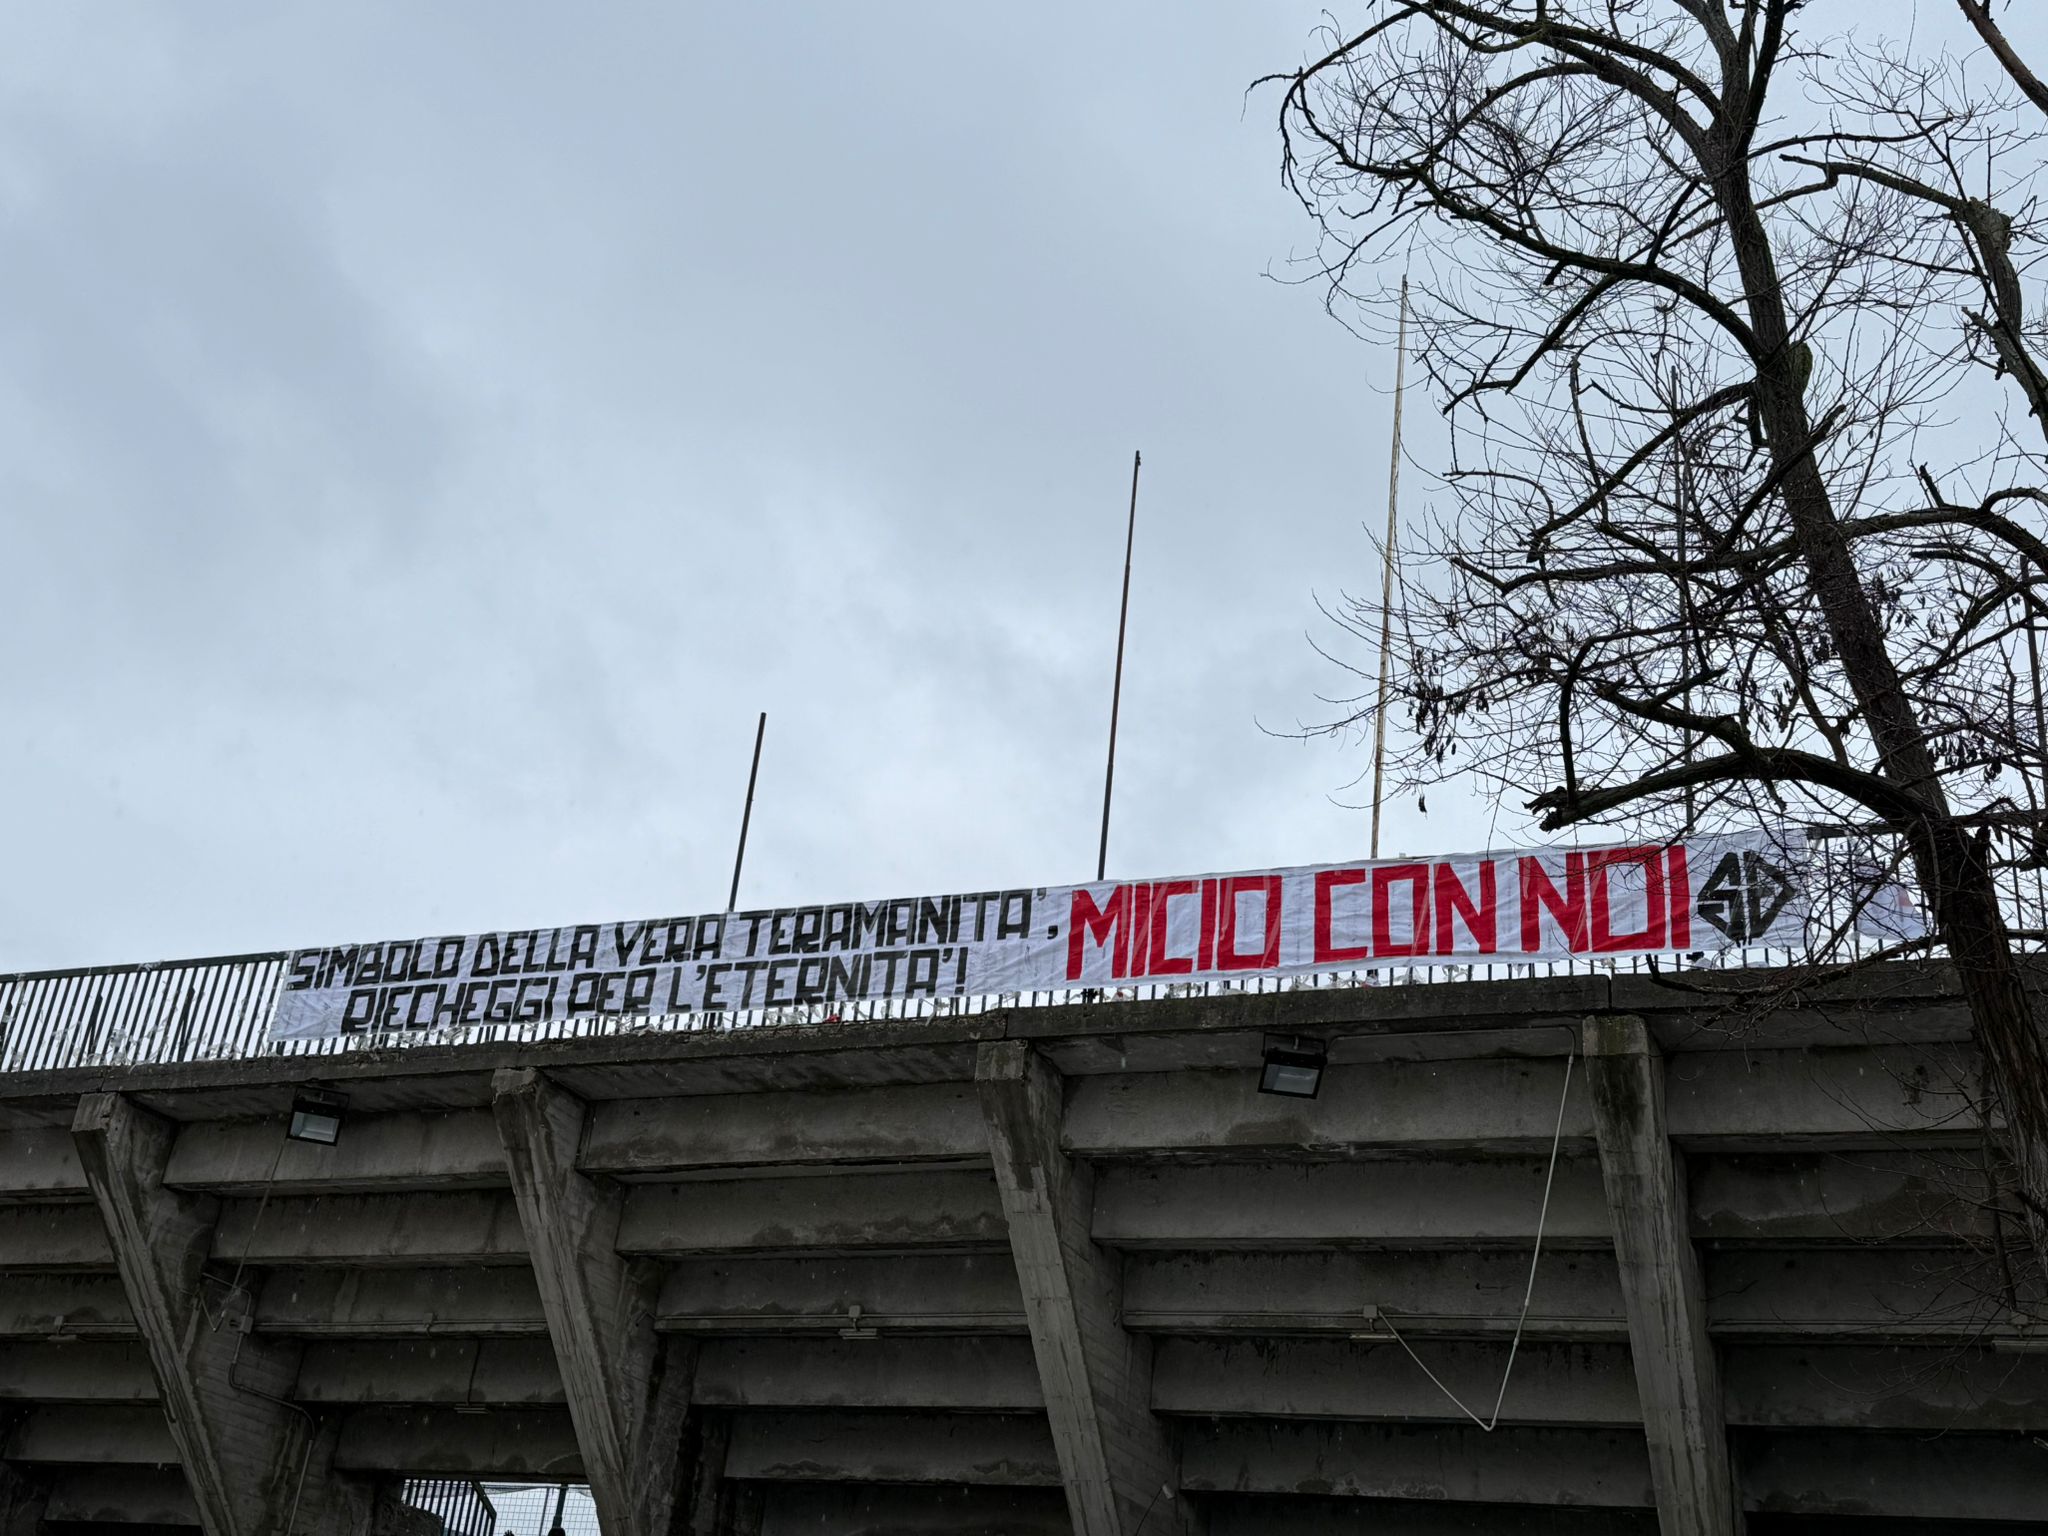 SIMBOLO DELLA VERA TERAMANITA',
RIECHEGGI PER L'ETERNITA'!
MICIO CON NOI